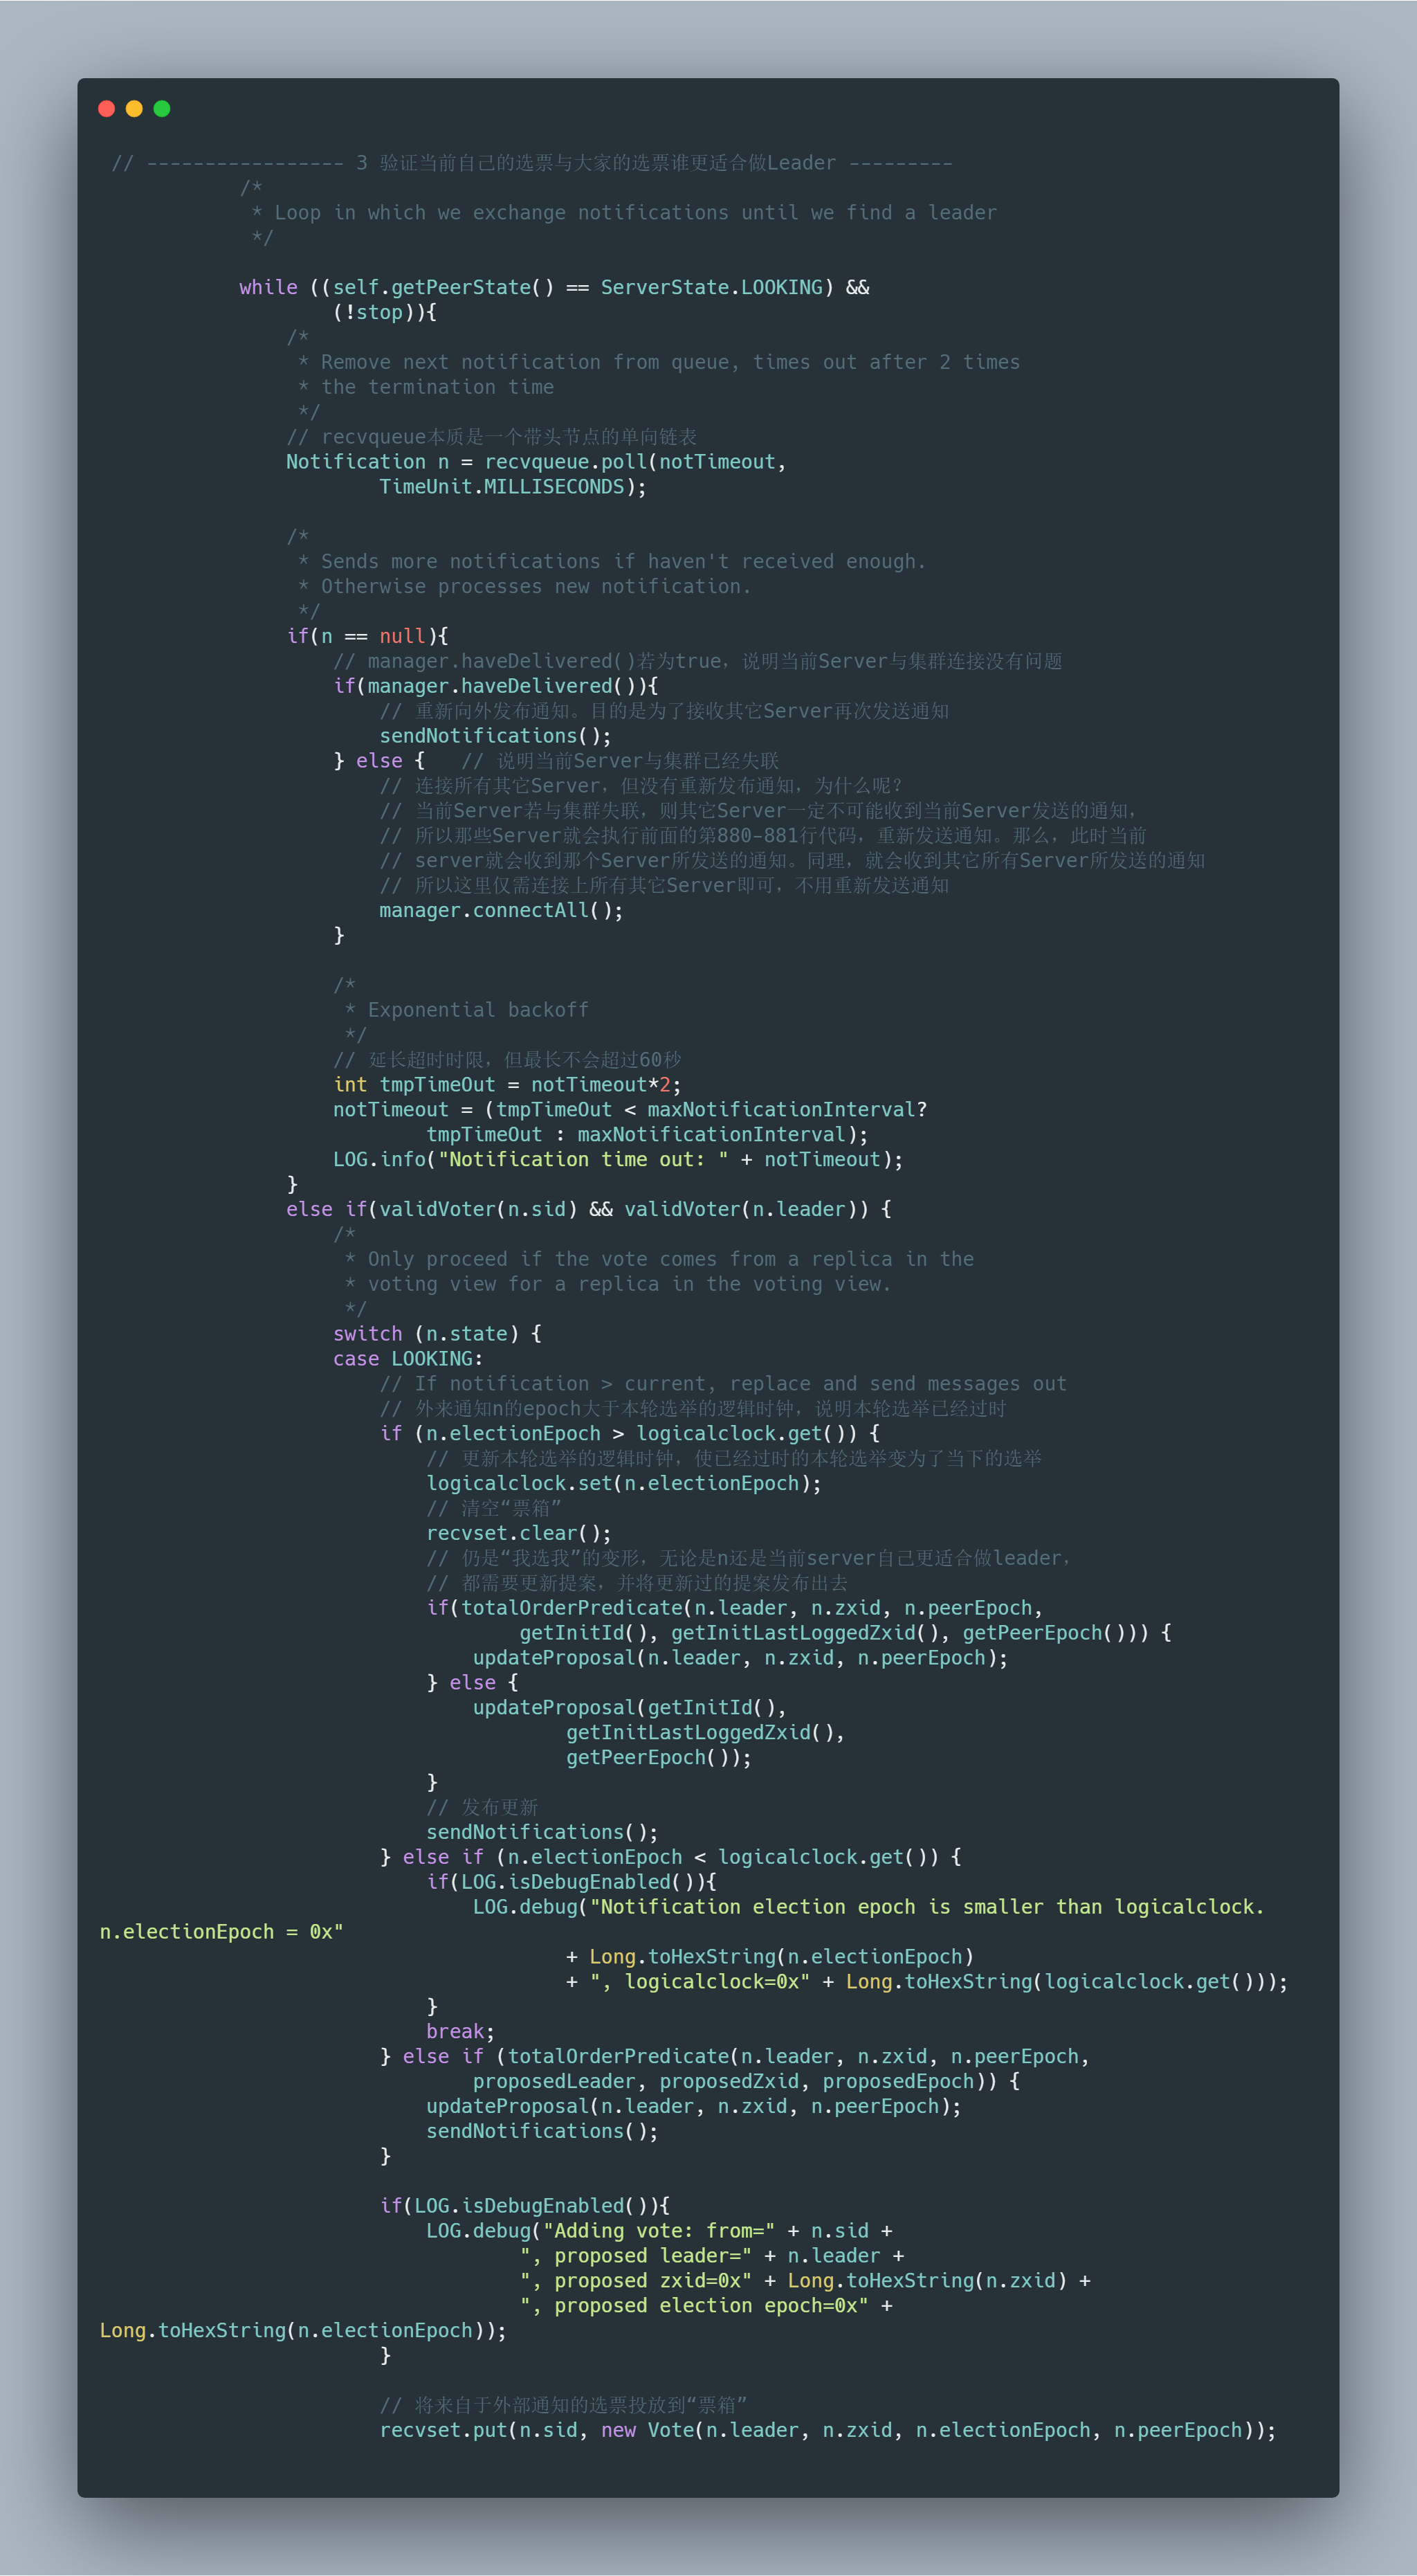 // ----------------- 3 验证当前自己的选票与大家的选票谁更适合做Leader ---------
/*
* Loop in which we exchange notifications until we find a leader
*/
while ((self.getPeerState() == ServerState.LOOKING) &&
(!stop)){
/*
* Remove next notification from queue, times out after 2 times
* the termination time
*/
// recvqueue本质是一个带头节点的单向链表
Notification n = recvqueue.poll(notTimeout,
TimeUnit.MILLISECONDS);
/*
* Sends more notifications if haven't received enough.
* Otherwise processes new notification.
*/
if(n == null){
// manager.haveDelivered()若为true，说明当前Server与集群连接没有问题
if(manager.haveDelivered()){
// 重新向外发布通知。目的是为了接收其它Server再次发送通知
sendNotifications();
} else {   // 说明当前Server与集群已经失联
// 连接所有其它Server，但没有重新发布通知，为什么呢？
// 当前Server若与集群失联，则其它Server一定不可能收到当前Server发送的通知，
// 所以那些Server就会执行前面的第880-881行代码，重新发送通知。那么，此时当前
// server就会收到那个Server所发送的通知。同理，就会收到其它所有Server所发送的通知
// 所以这里仅需连接上所有其它Server即可，不用重新发送通知
manager.connectAll();
}
/*
* Exponential backoff
*/
// 延长超时时限，但最长不会超过60秒
int tmpTimeOut = notTimeout*2;
notTimeout = (tmpTimeOut < maxNotificationInterval?
tmpTimeOut : maxNotificationInterval);
LOG.info("Notification time out: " + notTimeout);
}
else if(validVoter(n.sid) && validVoter(n.leader)) {
/*
* Only proceed if the vote comes from a replica in the
* voting view for a replica in the voting view.
*/
switch (n.state) {
case LOOKING:
// If notification > current, replace and send messages out
// 外来通知n的epoch大于本轮选举的逻辑时钟，说明本轮选举已经过时
if (n.electionEpoch > logicalclock.get()) {
// 更新本轮选举的逻辑时钟，使已经过时的本轮选举变为了当下的选举
logicalclock.set(n.electionEpoch);
// 清空“票箱”
recvset.clear();
// 仍是“我选我”的变形，无论是n还是当前server自己更适合做leader，
// 都需要更新提案，并将更新过的提案发布出去
if(totalOrderPredicate(n.leader, n.zxid, n.peerEpoch,
getInitId(), getInitLastLoggedZxid(), getPeerEpoch())) {
updateProposal(n.leader, n.zxid, n.peerEpoch);
} else {
updateProposal(getInitId(),
getInitLastLoggedZxid(),
getPeerEpoch());
}
// 发布更新
sendNotifications();
} else if (n.electionEpoch < logicalclock.get()) {
if(LOG.isDebugEnabled()){
LOG.debug("Notification election epoch is smaller than logicalclock.
n.electionEpoch = 0x"
+ Long.toHexString(n.electionEpoch)
+ ", logicalclock=0x" + Long.toHexString(logicalclock.get()));
}
break;
} else if (totalOrderPredicate(n.leader, n.zxid, n.peerEpoch,
proposedLeader, proposedZxid, proposedEpoch)) {
updateProposal(n.leader, n.zxid, n.peerEpoch);
sendNotifications();
}
if(LOG.isDebugEnabled()){
LOG.debug("Adding vote: from=" + n.sid +
", proposed leader=" + n.leader +
", proposed zxid=0x" + Long.toHexString(n.zxid) +
", proposed election epoch=0x" +
Long.toHexString(n.electionEpoch));
}
// 将来自于外部通知的选票投放到“票箱”
recvset.put(n.sid, new Vote(n.leader, n.zxid, n.electionEpoch, n.peerEpoch));